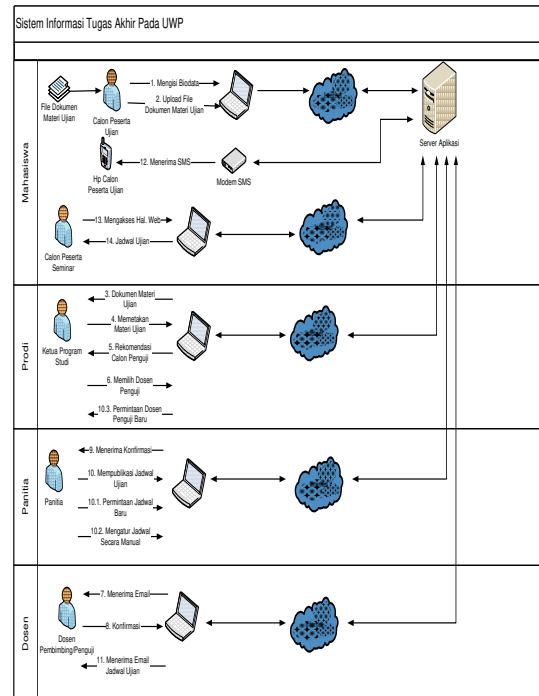 Sistem Informasi Tugas Akhir Pada UWP
Mahasiswa
File Dokumen
Materi Ujian
Calon Peserta
Ujian
1. Mengisi Biodata
2. Upload File
Dokumen Materi Ujian
Server Aplikasi
Hp Calon
Peserta Ujian
12. Menerima SMS
Modem SMS
Calon Peserta
Seminar
13. Mengakses Hal. Web
14. Jadwal Ujian
Prodi
Ketua Program
Studi
3. Dokumen Materi
Ujian
4. Memetakan
Materi Ujian
5. Rekomendasi
Calon Penguji
6. Memilih Dosen
Penguji
10.3. Permintaan Dosen
Penguji Baru
Panitia
Panitia
9. Menerima Konfirmasi
10. Mempublikasi Jadwal
Ujian
10.1. Permintaan Jadwal
Baru
10.2. Mengatur Jadwal
Secara Manual
Dosen
Dosen
Pembimbing/Penguji
7. Menerima Email
8. Konfirmasi
11. Menerima Email
Jadwal Ujian